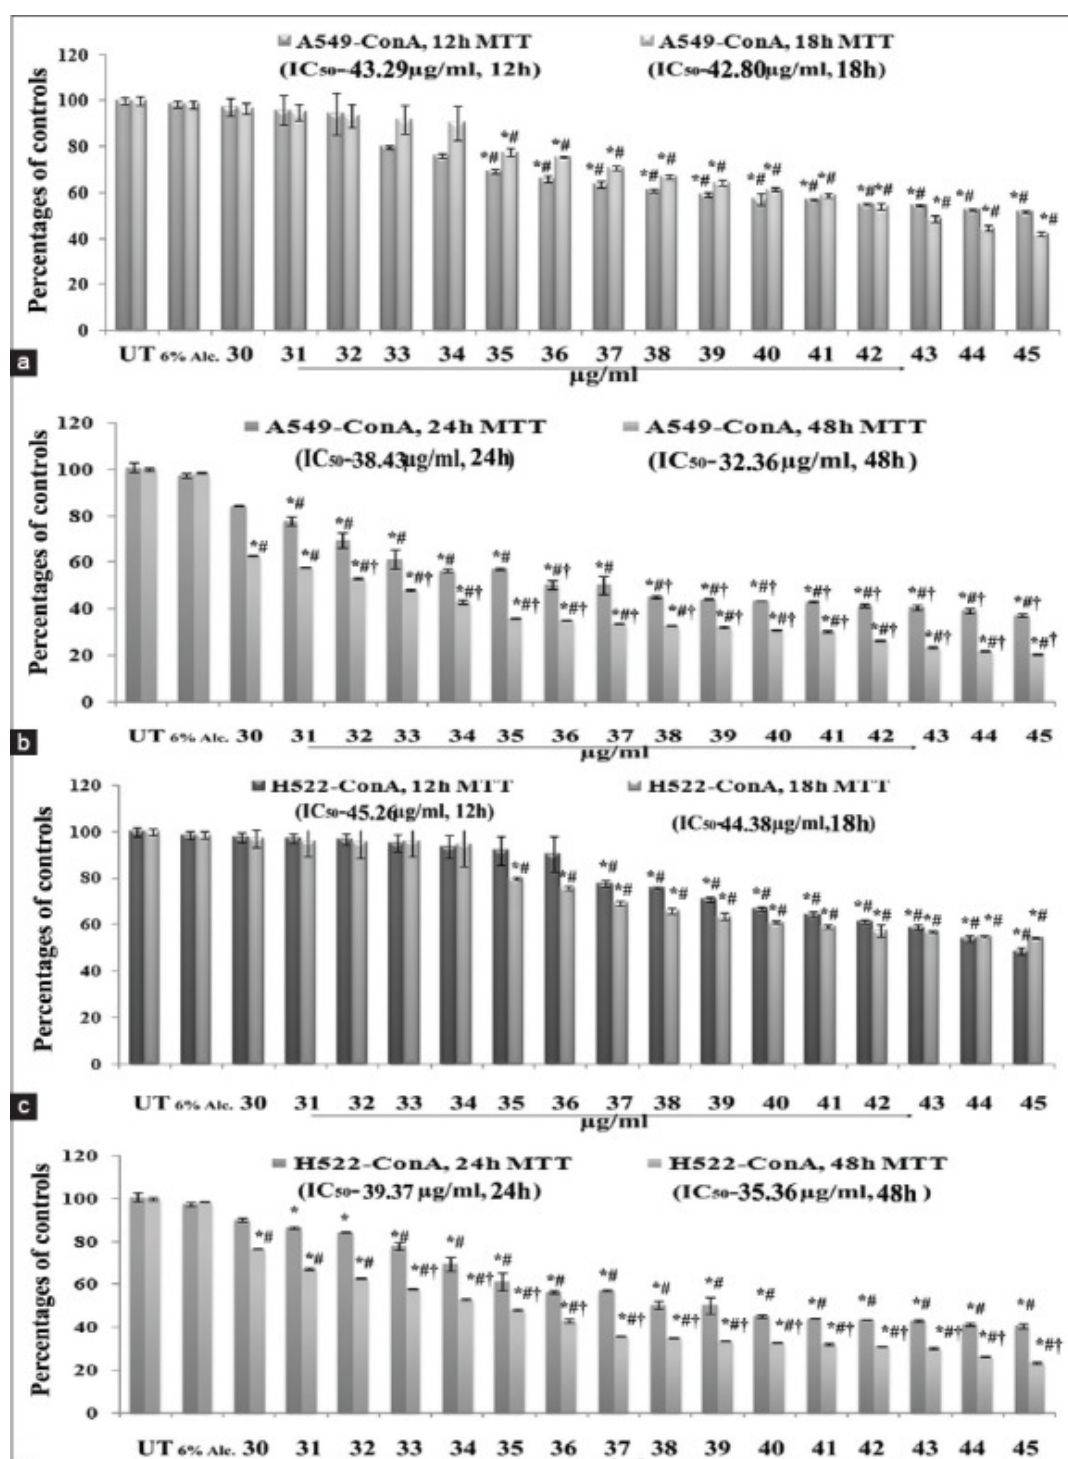 A549-ConA, 12h MTT A549-ConA, 18h MTT
(IC50-43.29µg/ml, 12h) (IC50-42.80µg/ml, 18h)
Percentages of controls
120
100
80
60
40
20
0
*# *# *# *# *# *# *# *# *# *# *# *# *# *# *# *# *# *# *# *# *# *#
UT 6% Alc. 30 31 32 33 34 35 36 37 38 39 40 41 42 43 44 45
a
µg/ml
A549-ConA, 24h MTT A549-ConA, 48h MTT
(IC50-38.43µg/ml, 24h) (IC50-32.36µg/ml, 48h)
Percentages of controls
120
100
80
60
40
20
0
*# *# *# *# *# *#† *# *#† *#† *# *#† *#† *# *#† *#† *#† *#† *#† *#† *#† *#† *#† *#† *#† *#† *#† *#† *#† *#† *#† *#†
UT 6% Alc. 30 31 32 33 34 35 36 37 38 39 40 41 42 43 44 45
b
µg/ml
H522-ConA, 12h MTT H522-ConA, 18h MTT
(IC50-45.26µg/ml, 12h) (IC50-44.38µg/ml,18h)
Percentages of controls
120
100
80
60
40
20
0
*# *# *# *# *# *# *# *# *# *# *# *# *# *# *# *# *# *# *# *#
UT 6% Alc. 30 31 32 33 34 35 36 37 38 39 40 41 42 43 44 45
c
µg/ml
H522-ConA, 24h MTT H522-ConA, 48h MTT
(IC50-39.37 µg/ml, 24h) (IC50-35.36µg/ml, 48h )
Percentages of controls
120
100
80
60
40
20
0
*# * *# * *# *# *#† *# *#† *# *#† *# *#† *# *#† *# *#† *# *#† *# *#† *# *#† *# *#† *# *#† *# *#† *# *#†
UT 6% Alc. 30 31 32 33 34 35 36 37 38 39 40 41 42 43 44 45